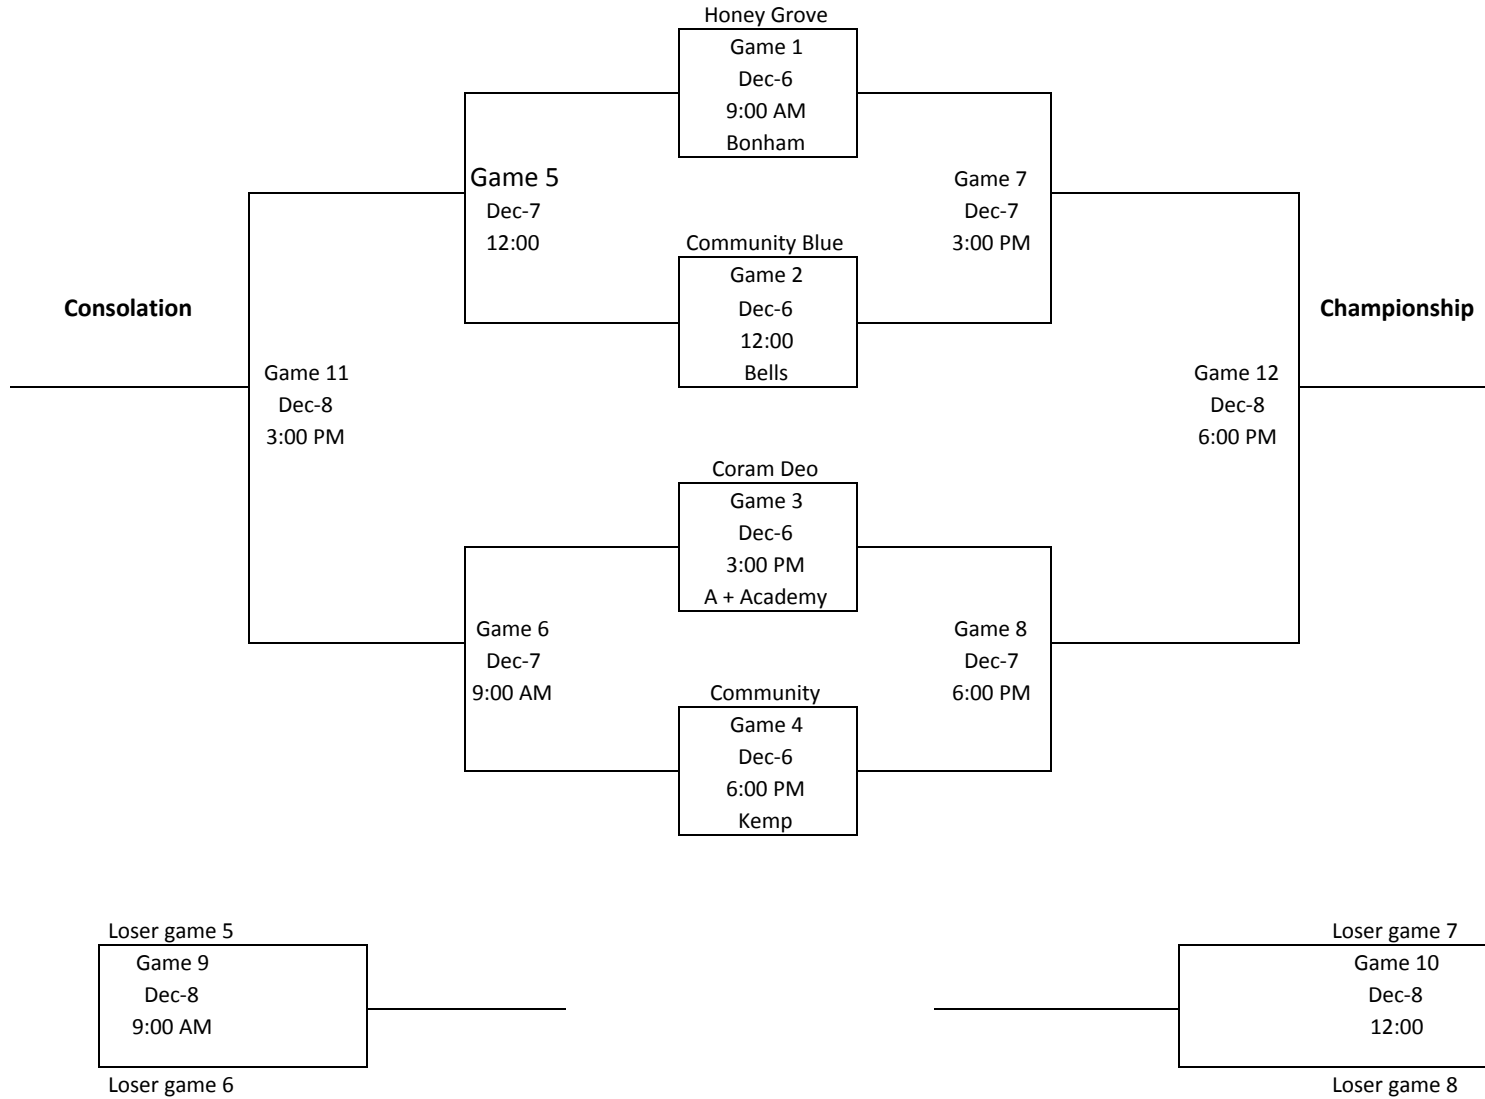 Honey Grove
Game 1
Dec-6
9:00 AM
Bonham
Game 5
Dec-7
12:00
Game 7
Dec-7
3:00 PM
Community Blue
Game 2
Dec-6
12:00
Bells
Consolation
Championship
Game 11
Dec-8
3:00 PM
Game 12
Dec-8
6:00 PM
Coram Deo
Game 3
Dec-6
3:00 PM
A + Academy
Game 6
Dec-7
9:00 AM
Game 8
Dec-7
6:00 PM
Community
Game 4
Dec-6
6:00 PM
Kemp
Loser game 5
Game 9
Dec-8
9:00 AM
Loser game 6
Loser game 7
Game 10
Dec-8
12:00
Loser game 8